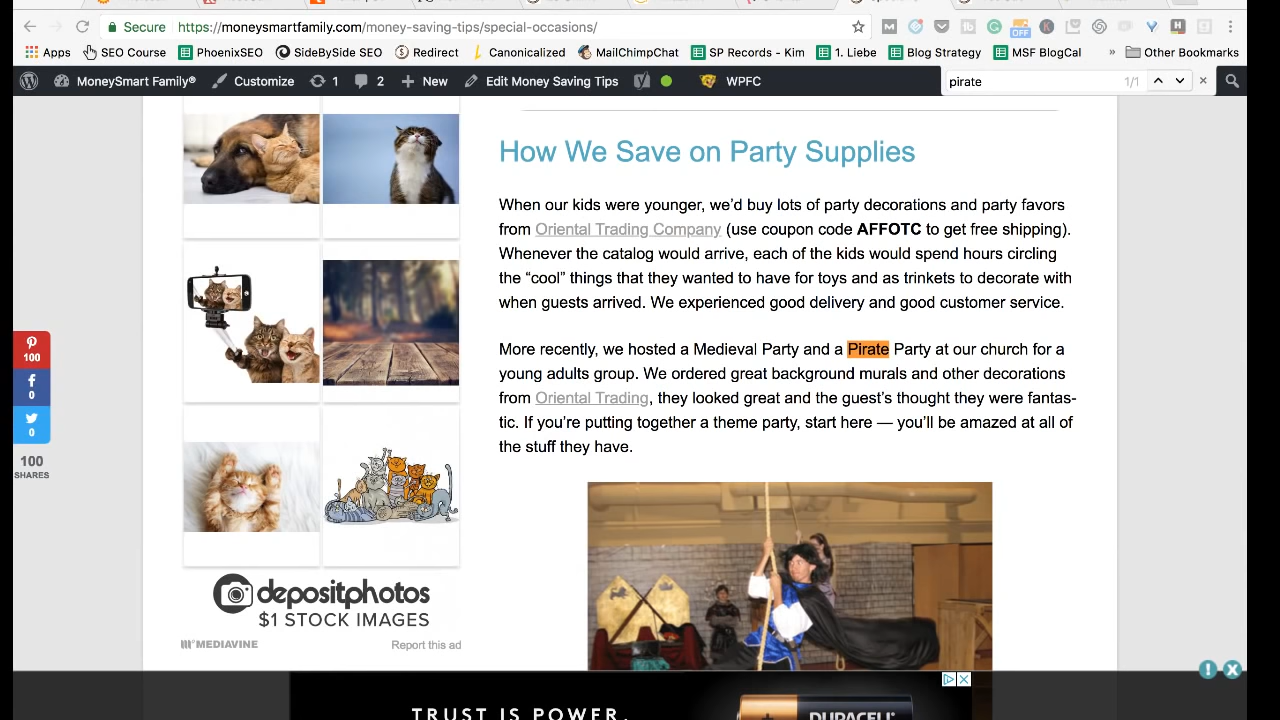 Secure
https://moneysmartfamily.com/money-saving-tips/special-occasions/
OFF
Apps
SEO Course
PhoenixSEO
SideBySide SEO
Redirect
Canonicalized
MailChimpChat
SP Records - Kim
1. Liebe
Blog Strategy
MSF BlogCal
»
Other Bookmarks
MoneySmart Family®
Customize
1
2
New
Edit Money Saving Tips
WPFC
pirate
1/1
How We Save on Party Supplies
When our kids were younger, we’d buy lots of party decorations and party favors
from Oriental Trading Company (use coupon code AFFOTC to get free shipping).
Whenever the catalog would arrive, each of the kids would spend hours circling
the “cool” things that they wanted to have for toys and as trinkets to decorate with
when guests arrived. We experienced good delivery and good customer service.
More recently, we hosted a Medieval Party and a Pirate Party at our church for a
young adults group. We ordered great background murals and other decorations
from Oriental Trading, they looked great and the guest’s thought they were fantas-
tic. If you’re putting together a theme party, start here — you’ll be amazed at all of
the stuff they have.
100
0
0
100
SHARES
depositphotos
$1 STOCK IMAGES
MEDIAVINE
Report this ad
TRUST IS POWER.
DURACELL